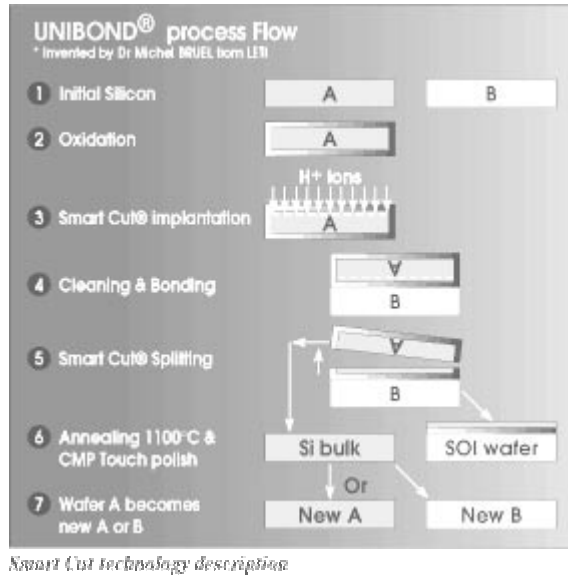 UNIBOND® process Flow
* Invented by Dr Michel BRUEL from LETI
1 Initial Silicon
A B
2 Oxidation
A
H+ Ions
3 Smart Cut® implantation
A
4 Cleaning & Bonding
A
B
5 Smart Cut® Splitting
A
B
6 Annealing 1100°C &
CMP Touch polish
Si bulk SOI wafer
Or
7 Wafer A becomes
new A or B
New A New B
Smart Cut technology description